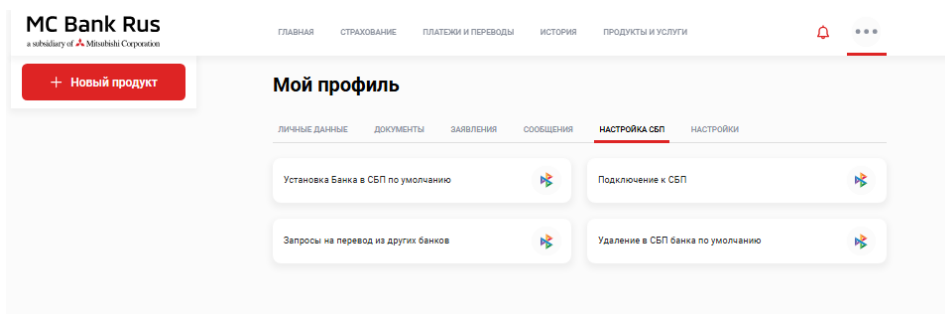 MC Bank Rus
a subsidiary of Mitsubishi Corporation
ГЛАВНАЯ СТРАХОВАНИЕ ПЛАТЕЖИ И ПЕРЕВОДЫ ИСТОРИЯ ПРОДУКТЫ И УСЛУГИ
+ Новый продукт
Мой профиль
ЛИЧНЫЕ ДАННЫЕ ДОКУМЕНТЫ ЗАЯВЛЕНИЯ СООБЩЕНИЯ НАСТРОЙКА СБП НАСТРОЙКИ
Установка Банка в СБП по умолчанию
Подключение к СБП
Запросы на перевод из других банков
Удаление в СБП банка по умолчанию